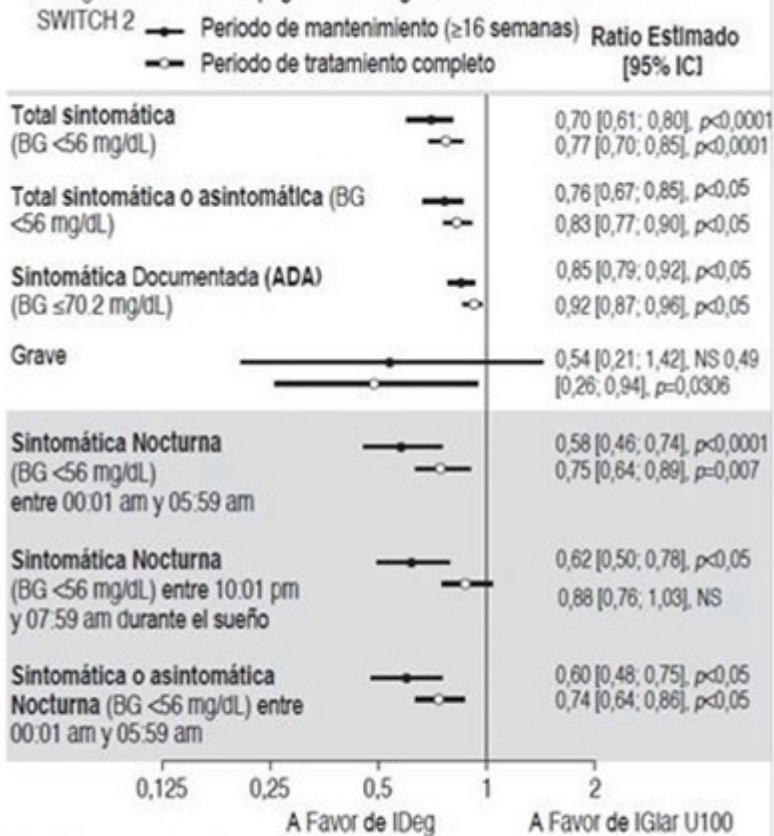 SWITCH 2
Periodo de mantenimiento (≥16 semanas)
Periodo de tratamiento completo
Ratio Estimado
[95% IC]
Total sintomática
(BG <56 mg/dL)
0,70 [0,61; 0,80], p<0,0001
0,77 [0,70; 0,85], p<0,0001
Total sintomática o asintomática (BG
<56 mg/dL)
0,76 [0,67; 0,85], p<0,05
0,83 [0,77; 0,90], p<0,05
Sintomática Documentada (ADA)
(BG ≤70.2 mg/dL)
0,85 [0,79; 0,92], p<0,05
0,92 [0,87; 0,96], p<0,05
Grave
0,54 [0,21; 1,42], NS 0,49
[0,26; 0,94], p=0,0306
Sintomática Nocturna
(BG <56 mg/dL)
entre 00:01 am y 05:59 am
0,58 [0,46; 0,74], p<0,0001
0,75 [0,64; 0,89], p=0,007
Sintomática Nocturna
(BG <56 mg/dL) entre 10:01 pm
y 07:59 am durante el sueño
0,62 [0,50; 0,78], p<0,05
0,88 [0,76; 1,03], NS
Sintomática o asintomática
Nocturna (BG <56 mg/dL) entre
00:01 am y 05:59 am
0,60 [0,48; 0,75], p<0,05
0,74 [0,64; 0,86], p<0,05
0,125 0,25 0,5 1 2
A Favor de IDeg A Favor de IGlar U100